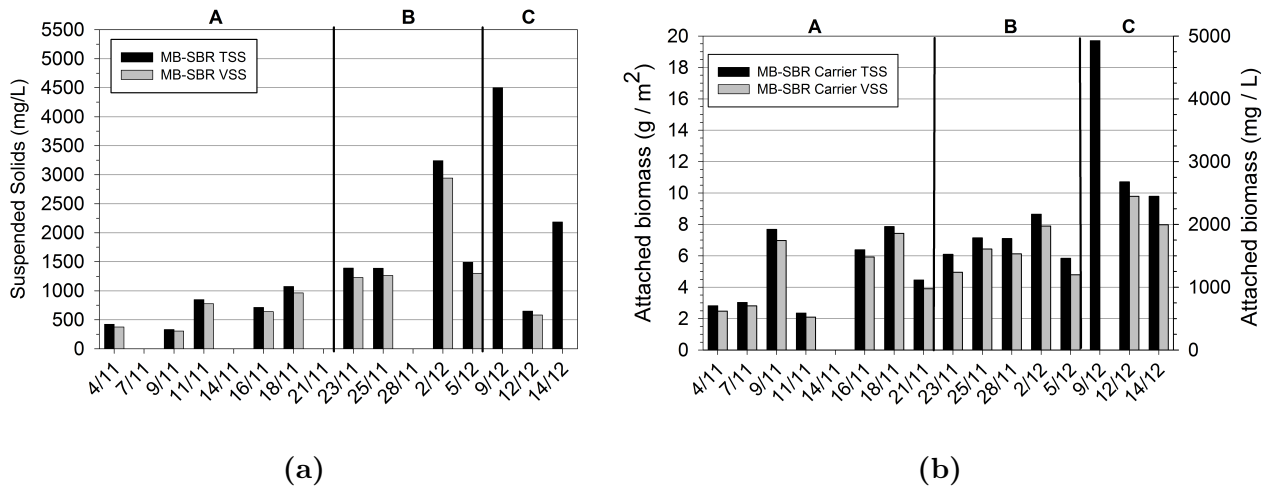 A B C
5500
5000
4500
4000
3500
3000
2500
2000
1500
1000
500
0
Suspended Solids (mg/L)
MB-SBR TSS
MB-SBR VSS
4/11 7/11 9/11 11/11 14/11 16/11 18/11 21/11 23/11 25/11 28/11 2/12 5/12 9/12 12/12 14/12
(a)
A B C
20
18
16
14
12
10
8
6
4
2
0
Attached biomass (g / m²)
MB-SBR Carrier TSS
MB-SBR Carrier VSS
5000
4000
3000
2000
1000
0
Attached biomass (mg / L)
4/11 7/11 9/11 11/11 14/11 16/11 18/11 21/11 23/11 25/11 28/11 2/12 5/12 9/12 12/12 14/12
(b)